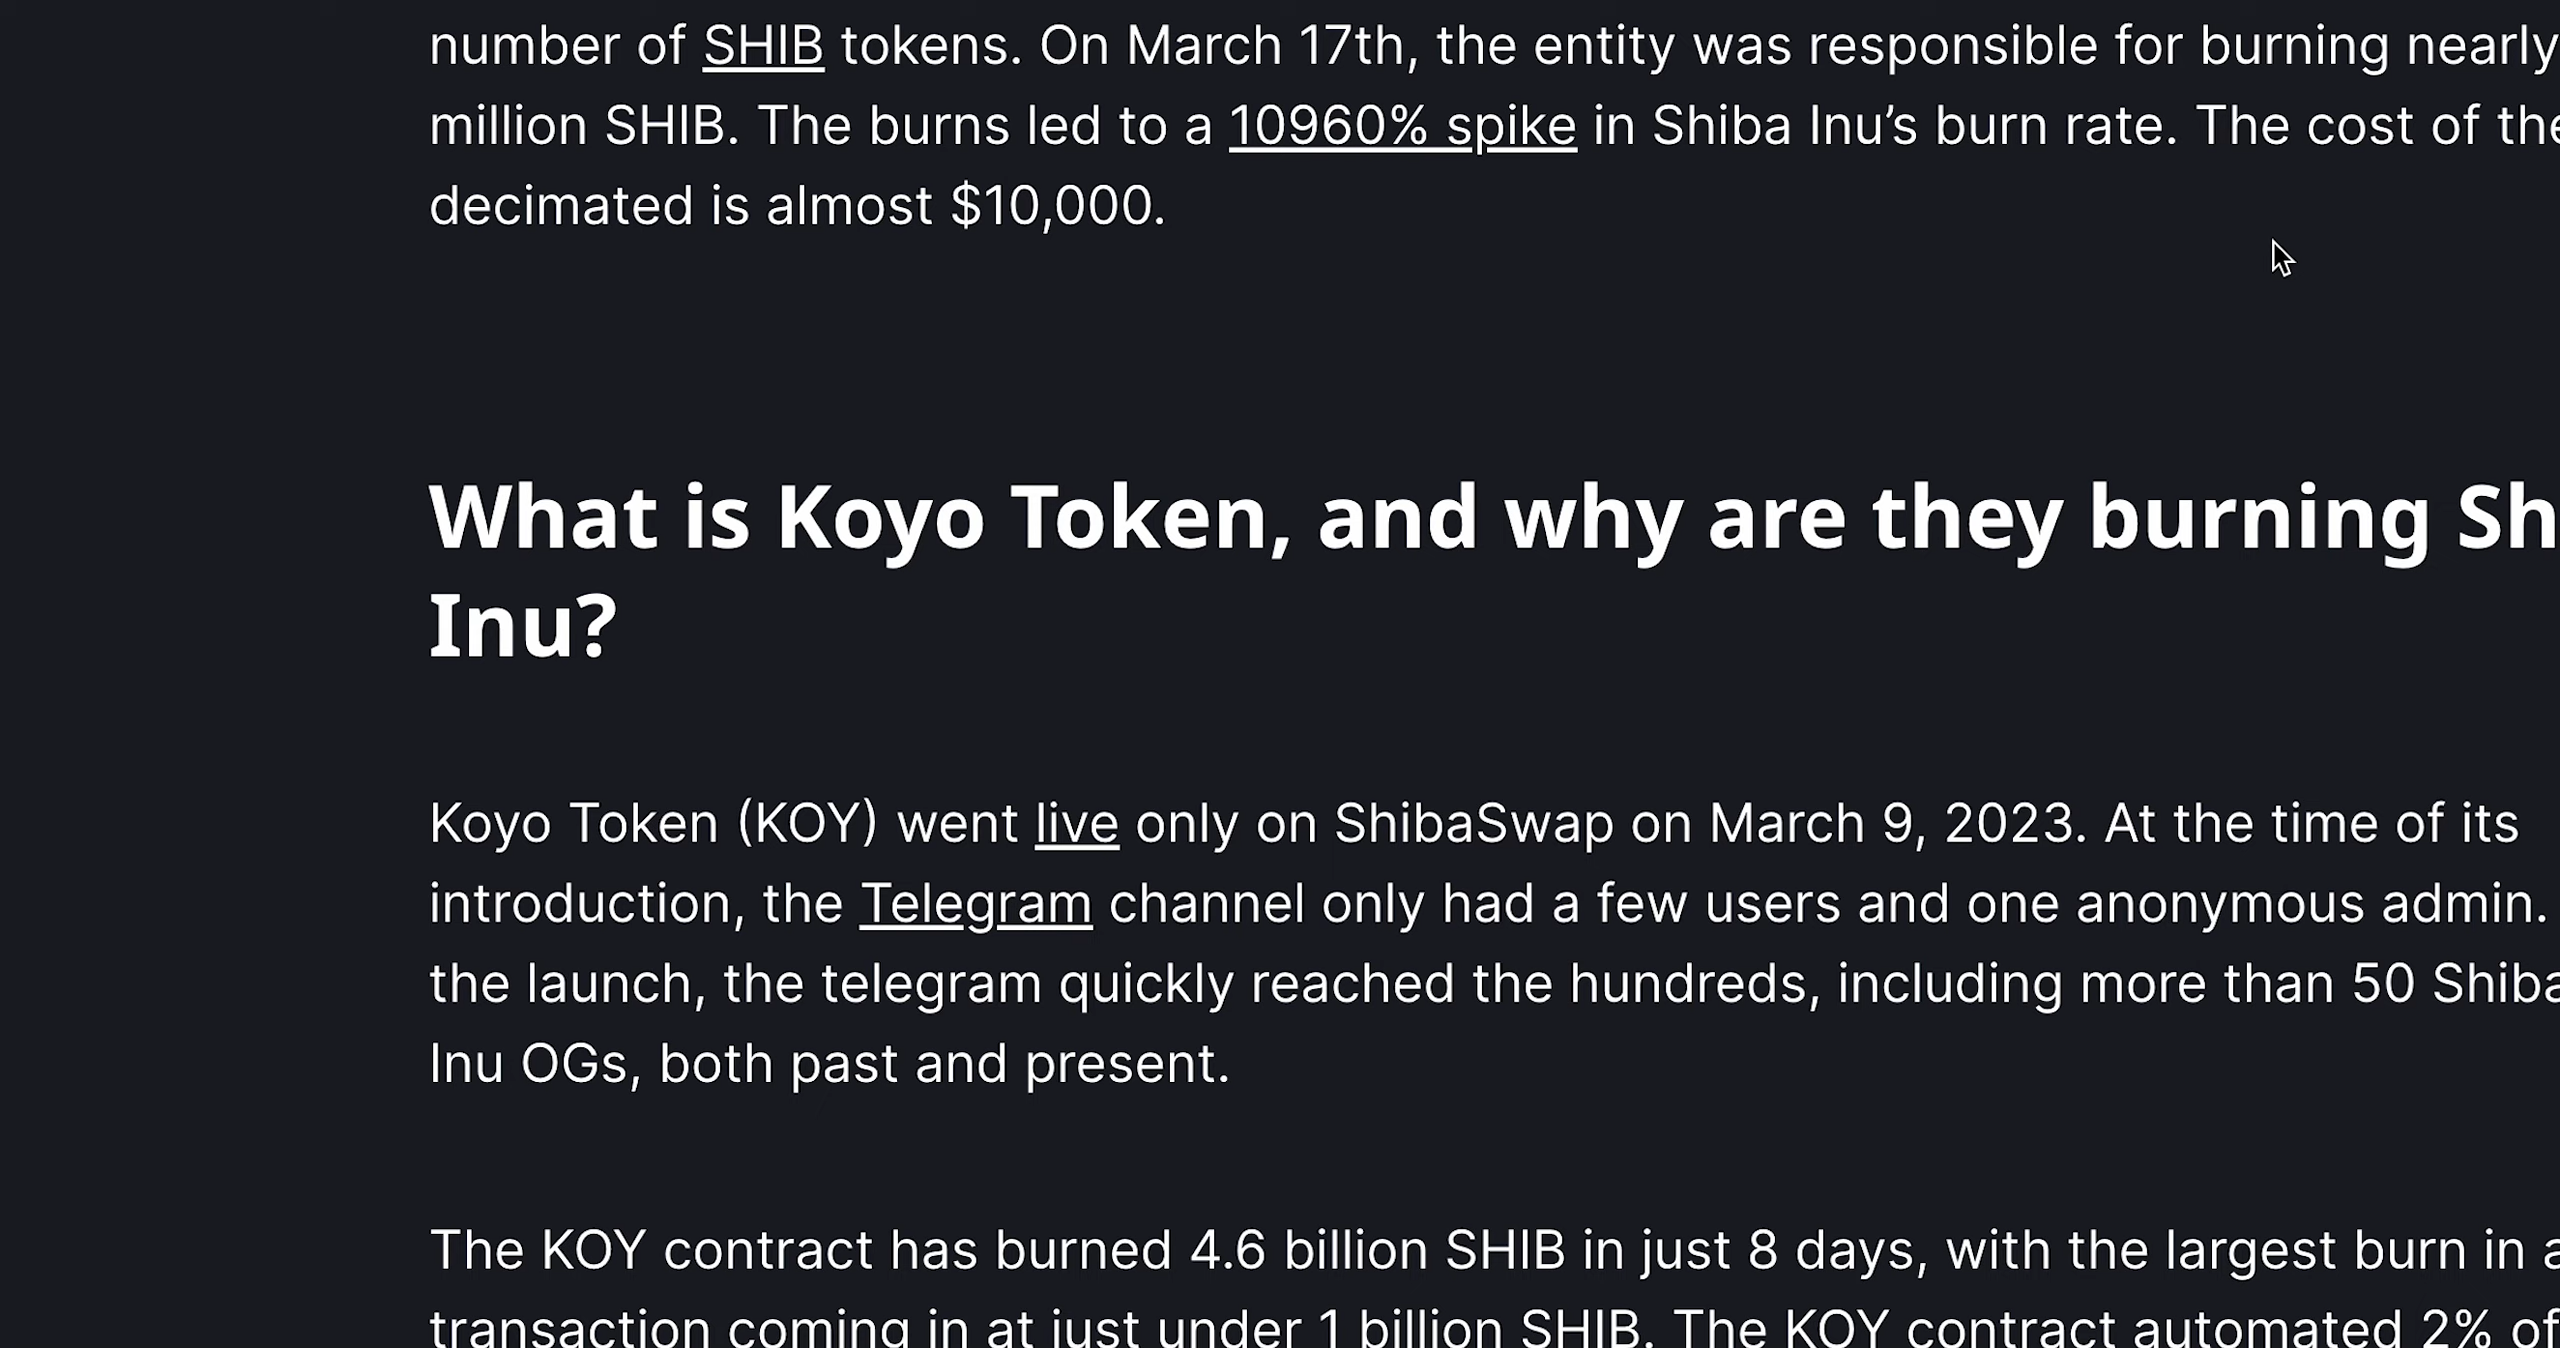 number of SHIB tokens. On March 17th, the entity was responsible for burning nearly
million SHIB. The burns led to a 10960% spike in Shiba Inu’s burn rate. The cost of
decimated is almost $10,000.
What is Koyo Token, and why are they burning
Inu?
Koyo Token (KOY) went live only on ShibaSwap on March 9, 2023. At the time of its
introduction, the Telegram channel only had a few users and one anonymous admin.
the launch, the telegram quickly reached the hundreds, including more than 50 Shiba
Inu OGs, both past and present.
The KOY contract has burned 4.6 billion SHIB in just 8 days, with the largest burn in
transaction coming in at just under 1 billion SHIB. The KOY contract automated 2% of